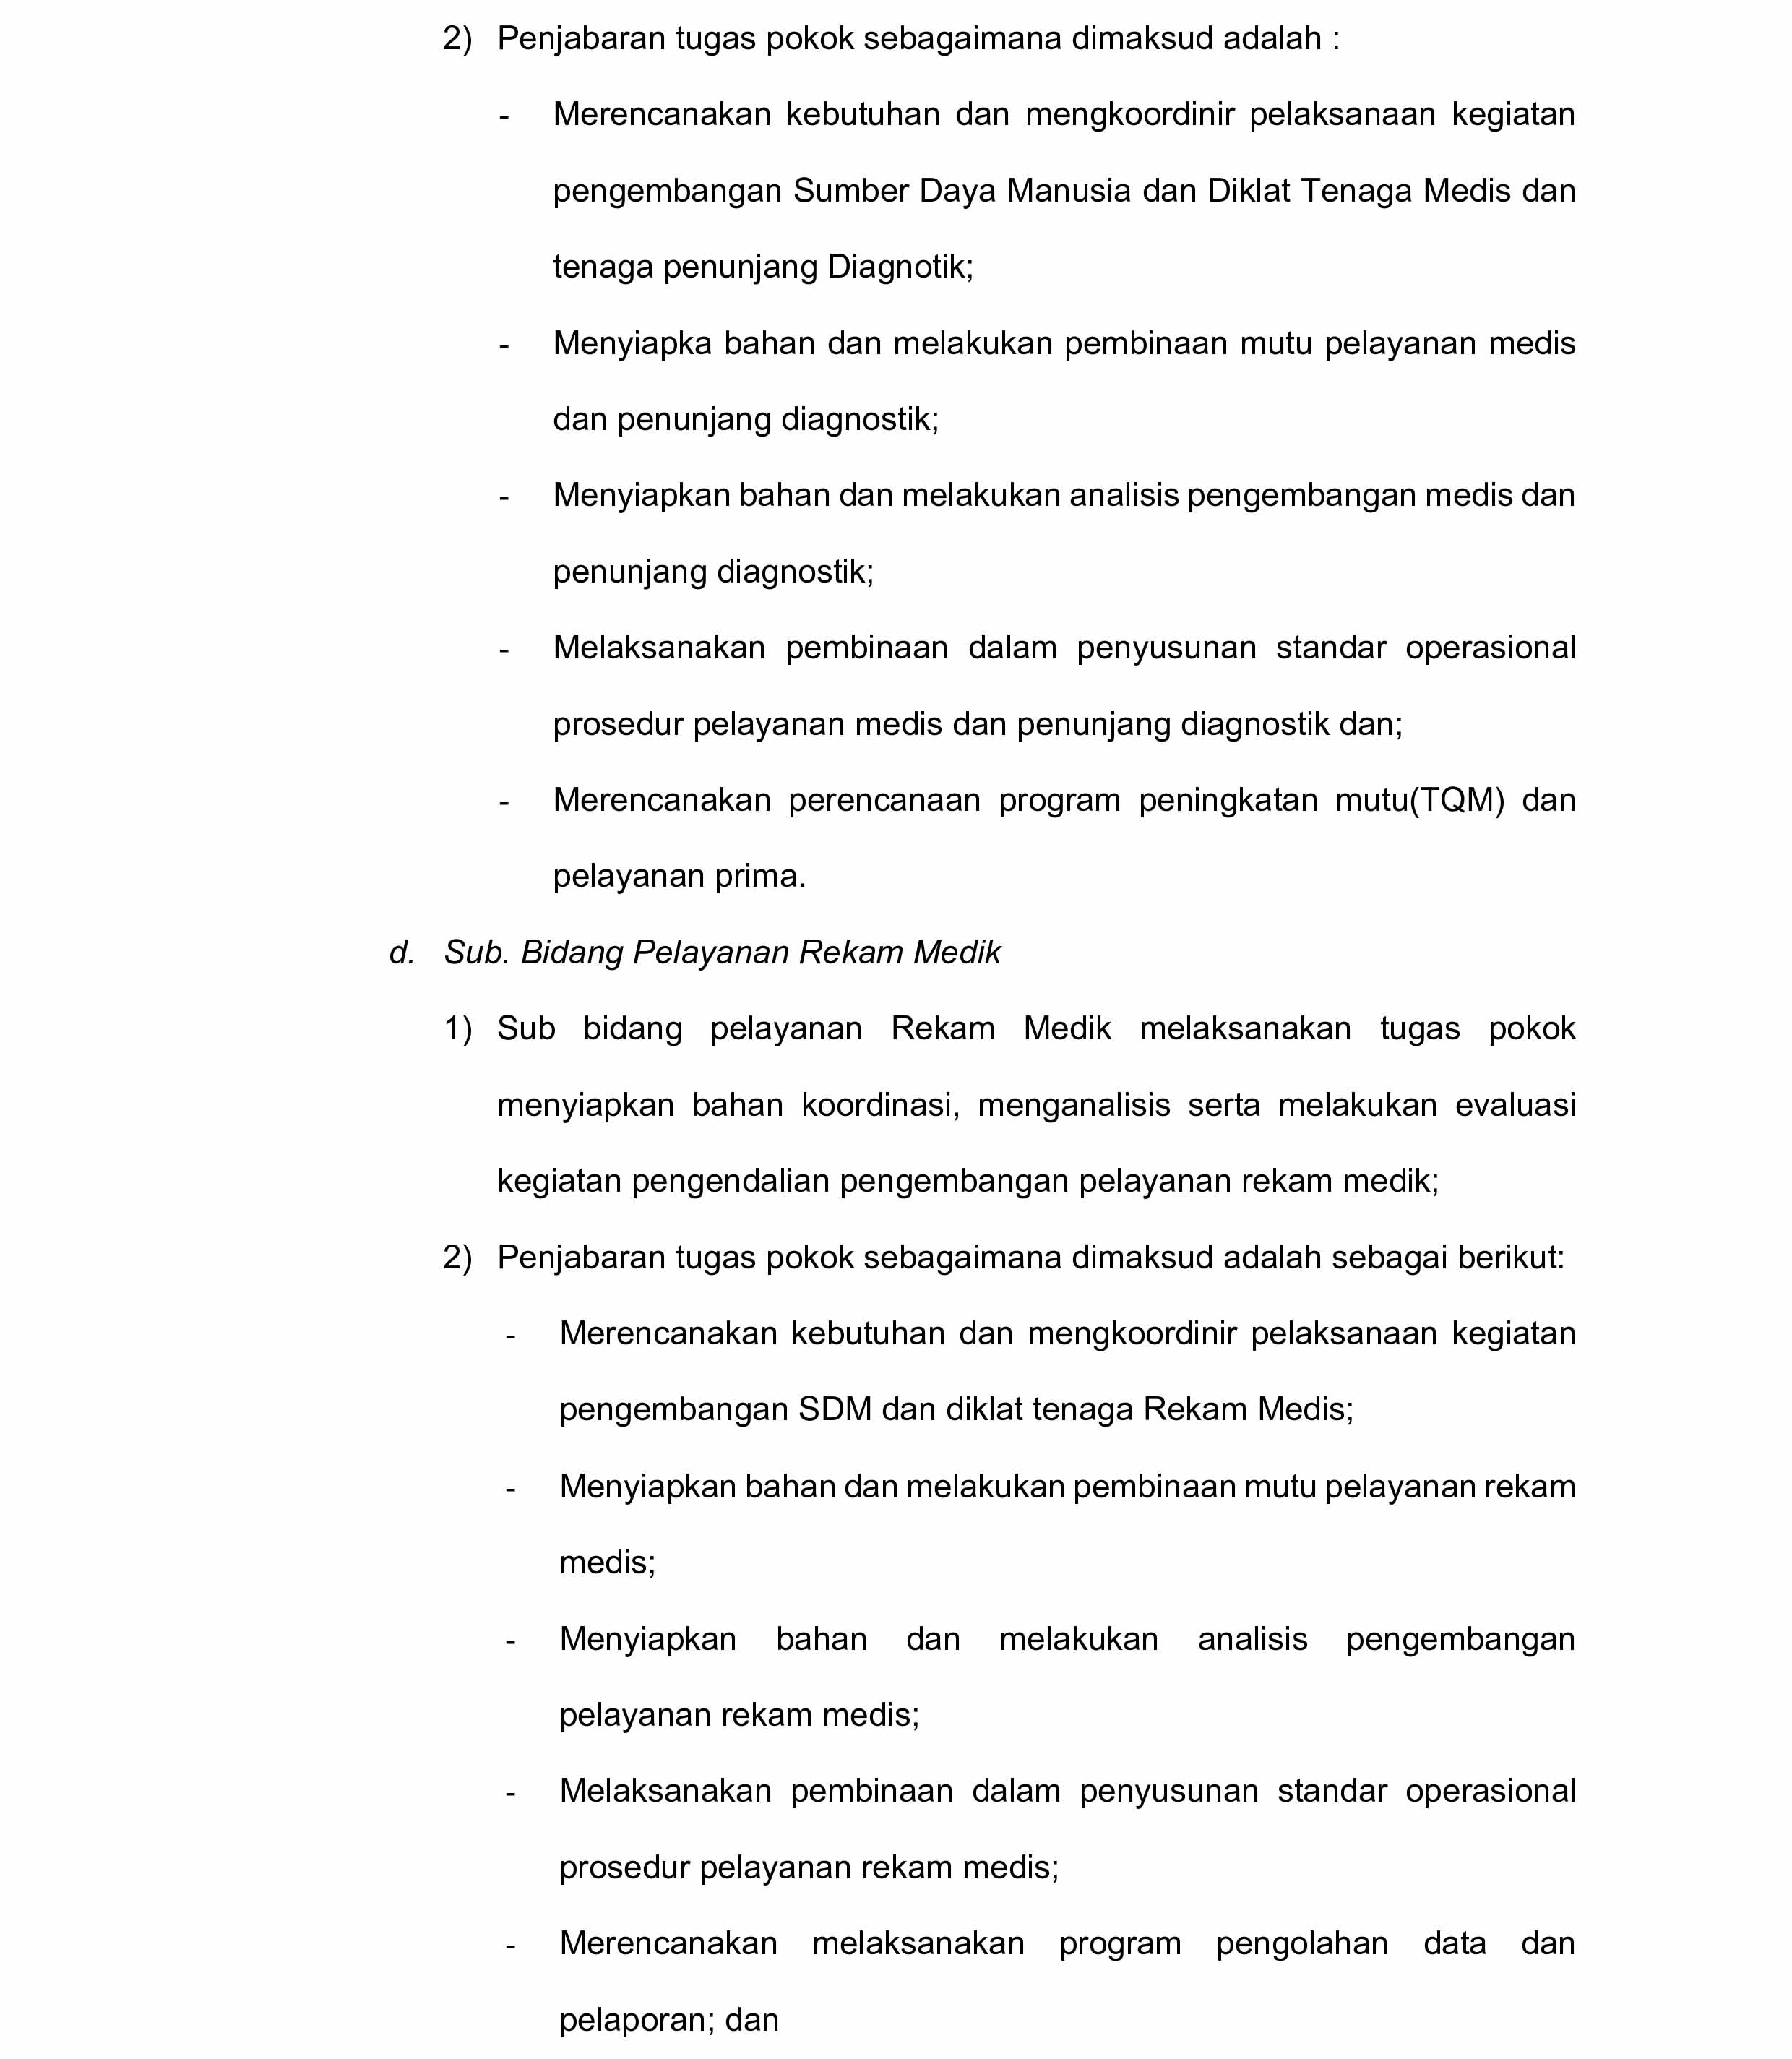 2) Penjabaran tugas pokok sebagaimana dimaksud adalah :
- Merencanakan kebutuhan dan mengkoordinir pelaksanaan kegiatan
pengembangan Sumber Daya Manusia dan Diklat Tenaga Medis dan
tenaga penunjang Diagnotik;
- Menyiapka bahan dan melakukan pembinaan mutu pelayanan medis
dan penunjang diagnostik;
- Menyiapkan bahan dan melakukan analisis pengembangan medis dan
penunjang diagnostik;
- Melaksanakan pembinaan dalam penyusunan standar operasional
prosedur pelayanan medis dan penunjang diagnostik dan;
- Merencanakan perencanaan program peningkatan mutu(TQM) dan
pelayanan prima.
d. Sub. Bidang Pelayanan Rekam Medik
1) Sub bidang pelayanan Rekam Medik melaksanakan tugas pokok
menyiapkan bahan koordinasi, menganalisis serta melakukan evaluasi
kegiatan pengendalian pengembangan pelayanan rekam medik;
2) Penjabaran tugas pokok sebagaimana dimaksud adalah sebagai berikut:
- Merencanakan kebutuhan dan mengkoordinir pelaksanaan kegiatan
pengembangan SDM dan diklat tenaga Rekam Medis;
- Menyiapkan bahan dan melakukan pembinaan mutu pelayanan rekam
medis;
- Menyiapkan bahan dan melakukan analisis pengembangan
pelayanan rekam medis;
- Melaksanakan pembinaan dalam penyusunan standar operasional
prosedur pelayanan rekam medis;
- Merencanakan melaksanakan program pengolahan data dan
pelaporan; dan